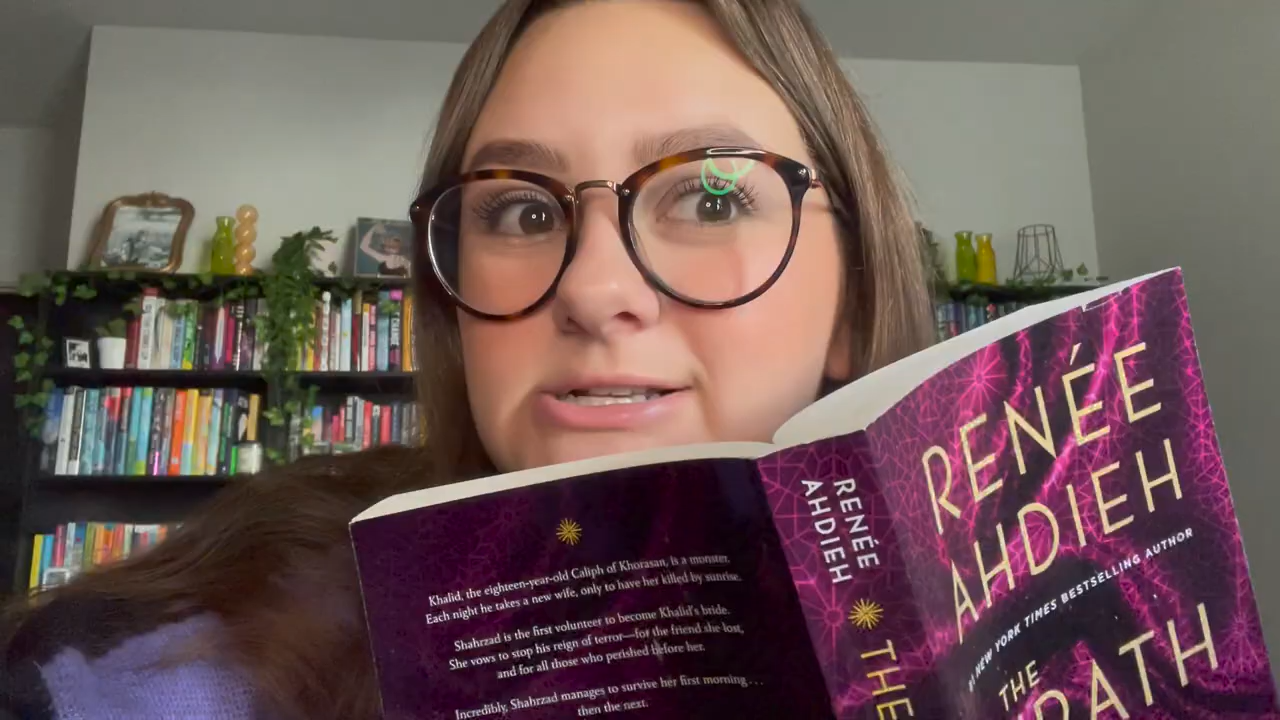 Khalid, the eighteen-year-old Caliph of Khorasan, is a monster.
Each night he takes a new wife, only to have her killed by sunrise.
Shahrzad is the first volunteer to become Khalid's bride.
She vows to stop his reign of terror—for the friend she lost,
and for all those who perished before her.
Incredibly, Shahrzad manages to survive her first morning . . .
then the next.
RENÉE
AHDIEH
THE
RENÉE
AHDIEH
#1 NEW YORK TIMES BESTSELLING AUTHOR
THE